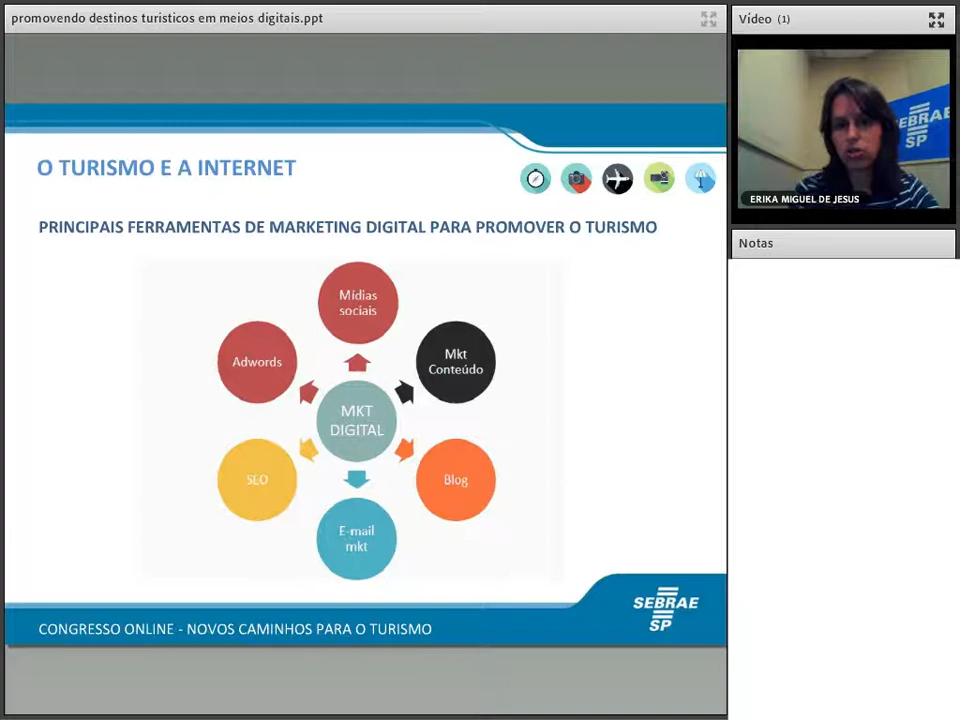 promovendo destinos turisticos em meios digitais.ppt
Vídeo (1)
SEBRAE
SP
ERIKA MIGUEL DE JESUS
Notas
O TURISMO E A INTERNET
PRINCIPAIS FERRAMENTAS DE MARKETING DIGITAL PARA PROMOVER O TURISMO
Mídias
sociais
Adwords
Mkt
Conteúdo
MKT
DIGITAL
SEO
Blog
E-mail
mkt
SEBRAE
SP
CONGRESSO ONLINE - NOVOS CAMINHOS PARA O TURISMO